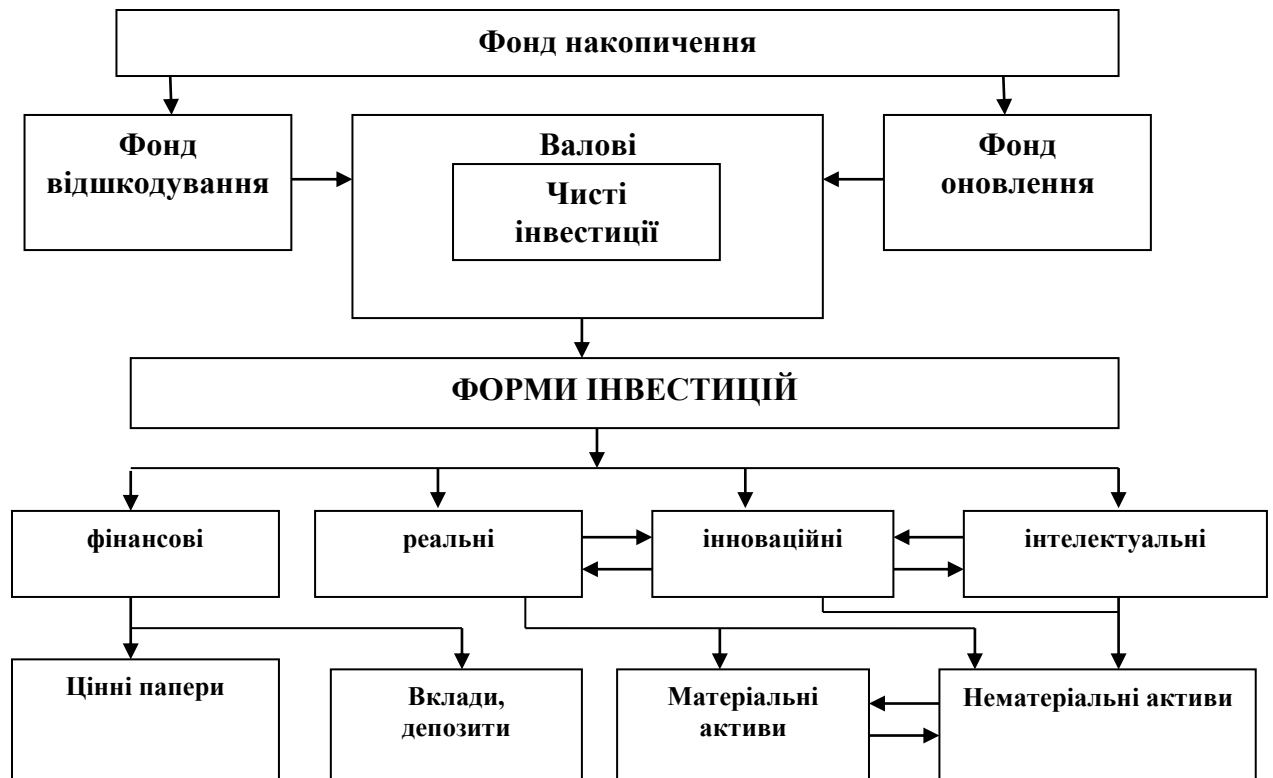 Фонд накопичення
Фонд
відшкодування
Валові
Чисті
інвестиції
Фонд
оновлення
ФОРМИ ІНВЕСТИЦІЙ
фінансові
реальні
інноваційні
інтелектуальні
Цінні папери
Вклади,
депозити
Матеріальні
активи
Нематеріальні активи